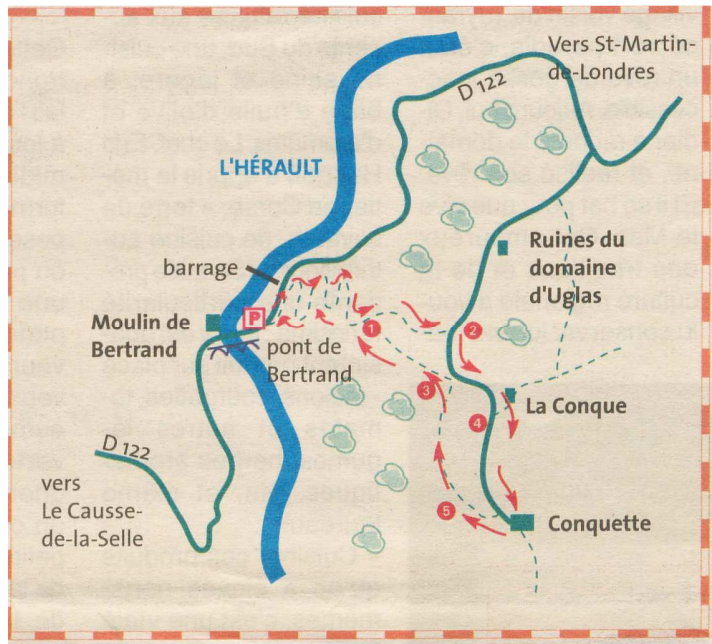 Vers St-Martin-
de-Londres
D 122
L'HÉRAULT
Ruines du
domaine
d'Uglas
barrage
P
Moulin de
Bertrand
pont de
Bertrand
1
2
3
La Conque
4
D 122
vers
Le Causse-
de-la-Selle
5
Conquette